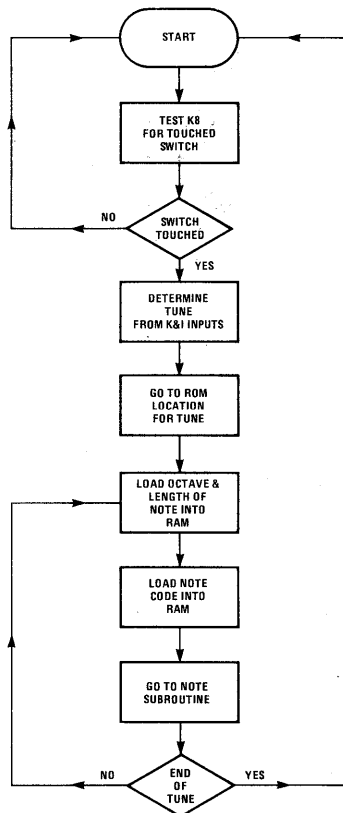 START
TEST K8
FOR TOUCHED
SWITCH
NO
SWITCH
TOUCHED
YES
DETERMINE
TUNE
FROM K&I INPUTS
GO TO ROM
LOCATION
FOR TUNE
LOAD OCTAVE &
LENGTH OF
NOTE INTO
RAM
LOAD NOTE
CODE INTO
RAM
GO TO NOTE
SUBROUTINE
NO
END
OF
TUNE
YES